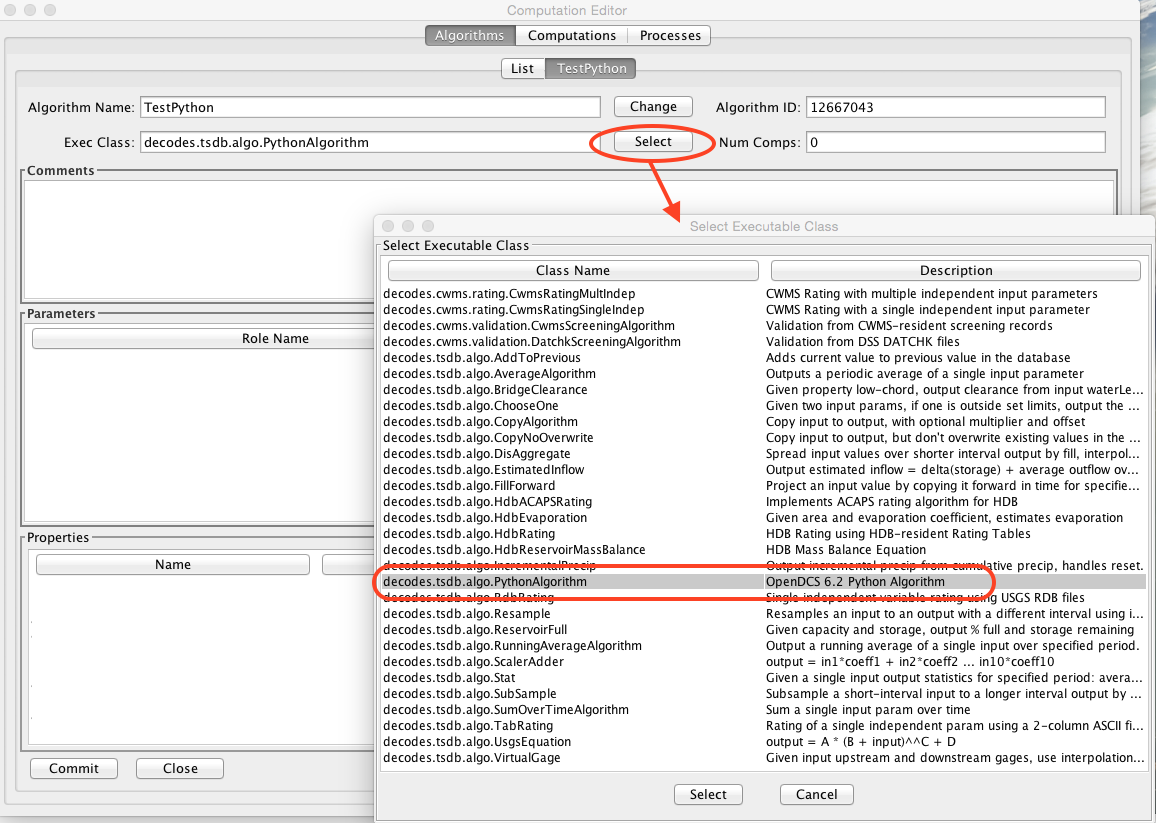 Computation Editor
Algorithms Computations Processes
List TestPython
Algorithm Name: TestPython Change Algorithm ID: 12667043
Exec Class: decodes.tsdb.algo.PythonAlgorithm Select Num Comps: 0
Comments
Parameters
Role Name
Properties
Name
Commit Close
Select Executable Class
Select Executable Class
Class Name Description
decodes.cwms.rating.CwmsRatingMultIndep CWMS Rating with multiple independent input parameters
decodes.cwms.rating.CwmsRatingSingleIndep CWMS Rating with a single independent input parameter
decodes.cwms.validation.CwmsScreeningAlgorithm Validation from CWMS-resident screening records
decodes.cwms.validation.DatchkScreeningAlgorithm Validation from DSS DATCHK files
decodes.tsdb.algo.AddToPrevious Adds current value to previous value in the database
decodes.tsdb.algo.AverageAlgorithm Outputs a periodic average of a single input parameter
decodes.tsdb.algo.BridgeClearance Given property low-chord, output clearance from input waterLe...
decodes.tsdb.algo.ChooseOne Given two input params, if one is outside set limits, output the ...
decodes.tsdb.algo.CopyAlgorithm Copy input to output, with optional multiplier and offset
decodes.tsdb.algo.CopyNoOverwrite Copy input to output, but don't overwrite existing values in the ...
decodes.tsdb.algo.DisAggregate Spread input values over shorter interval output by fill, interpol...
decodes.tsdb.algo.EstimatedInflow Output estimated inflow = delta(storage) + average outflow ov...
decodes.tsdb.algo.FillForward Project an input value by copying it forward in time for specifie...
decodes.tsdb.algo.HdbACAPSRating Implements ACAPS rating algorithm for HDB
decodes.tsdb.algo.HdbEvaporation Given area and evaporation coefficient, estimates evaporation
decodes.tsdb.algo.HdbRating HDB Rating using HDB-resident Rating Tables
decodes.tsdb.algo.HdbReservoirMassBalance HDB Mass Balance Equation
decodes.tsdb.algo.IncrementalPrecip Output incremental precip from cumulative precip, handles reset.
decodes.tsdb.algo.PythonAlgorithm OpenDCS 6.2 Python Algorithm
decodes.tsdb.algo.RdbRating Single independent variable rating using USGS RDB files
decodes.tsdb.algo.Resample Resamples an input to an output with a different interval using i...
decodes.tsdb.algo.ReservoirFull Given capacity and storage, output % full and storage remaining
decodes.tsdb.algo.RunningAverageAlgorithm Output a running average of a single input over specified period.
decodes.tsdb.algo.ScalerAdder output = in1*coeff1 + in2*coeff2 ... in10*coeff10
decodes.tsdb.algo.Stat Given a single input output statistics for specified period: avera...
decodes.tsdb.algo.SubSample Subsample a short-interval input to a longer interval output by ...
decodes.tsdb.algo.SumOverTimeAlgorithm Sum a single input param over time
decodes.tsdb.algo.TabRating Rating of a single independent param using a 2-column ASCII fi...
decodes.tsdb.algo.UsgsEquation output = A * (B + input)^^C + D
decodes.tsdb.algo.VirtualGage Given input upstream and downstream gages, use interpolation...
Select Cancel